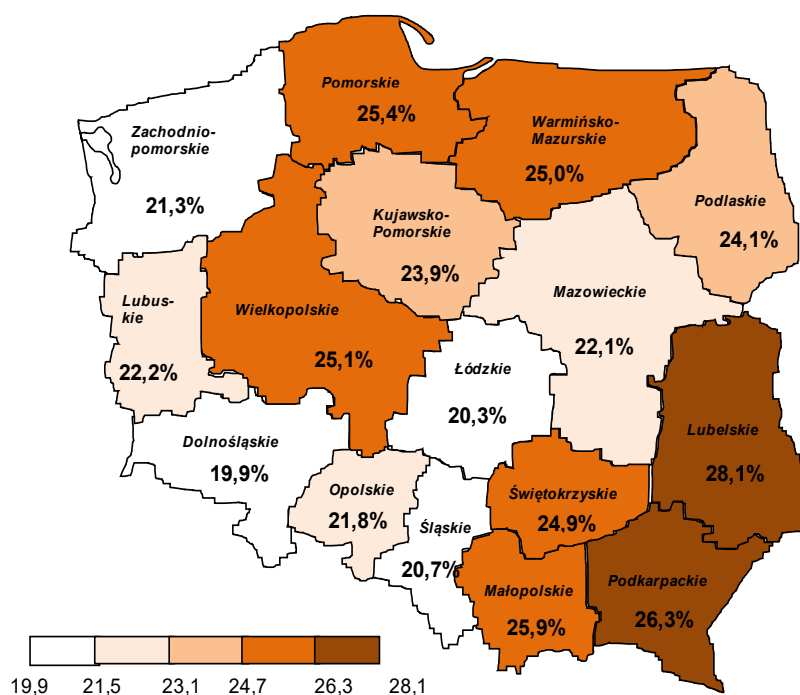 Pomorskie
25,4%
Zachodnio-
pomorskie
21,3%
Warmińsko-
Mazurskie
25,0%
Podlaskie
24,1%
Kujawsko-
Pomorskie
23,9%
Mazowieckie
22,1%
Lubus-
kie
22,2%
Wielkopolskie
25,1%
Łódzkie
20,3%
Lubelskie
28,1%
Dolnośląskie
19,9%
Opolskie
21,8%
Śląskie
20,7%
Świętokrzyskie
24,9%
Małopolskie
25,9%
Podkarpackie
26,3%
19,9 21,5 23,1 24,7 26,3 28,1